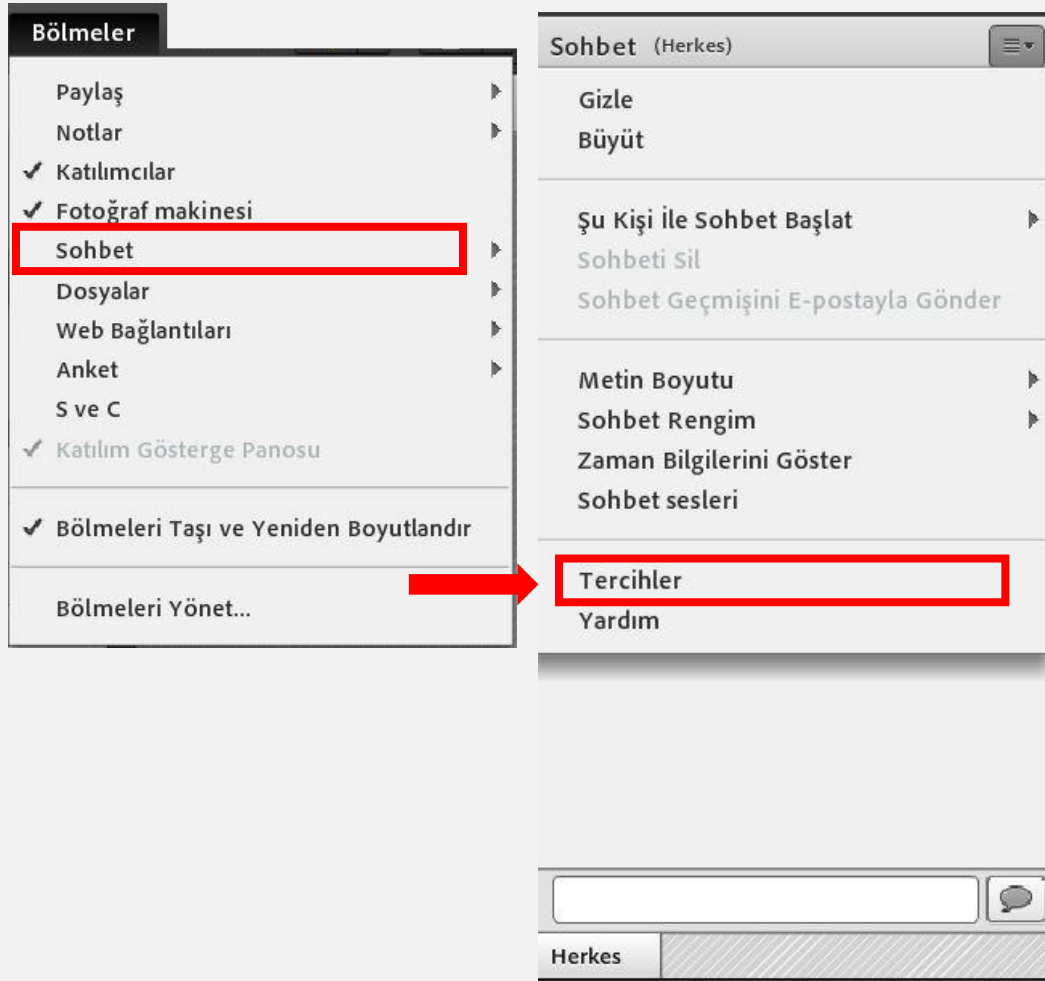 Bölmeler
Paylaş
Notlar
Katılımcılar
Fotoğraf makinesi
Sohbet
Dosyalar
Web Bağlantıları
Anket
S ve C
Katılım Gösterge Panosu
Bölmeleri Taşı ve Yeniden Boyutlandır
Bölmeleri Yönet...
Sohbet (Herkes)
Gizle
Büyüt
Şu Kişi İle Sohbet Başlat
Sohbeti Sil
Sohbet Geçmişini E-postayla Gönder
Metin Boyutu
Sohbet Rengim
Zaman Bilgilerini Göster
Sohbet sesleri
Tercihler
Yardım
Herkes